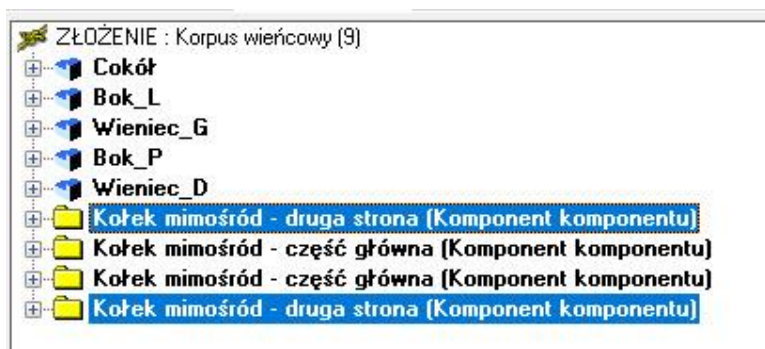 ZŁOŻENIE : Korpus wieńcowy (9)
Cokół
Bok_L
Wieniec_G
Bok_P
Wieniec_D
Kołek mimośród - druga strona (Komponent komponentu)
Kołek mimośród - część główna (Komponent komponentu)
Kołek mimośród - część główna (Komponent komponentu)
Kołek mimośród - druga strona (Komponent komponentu)